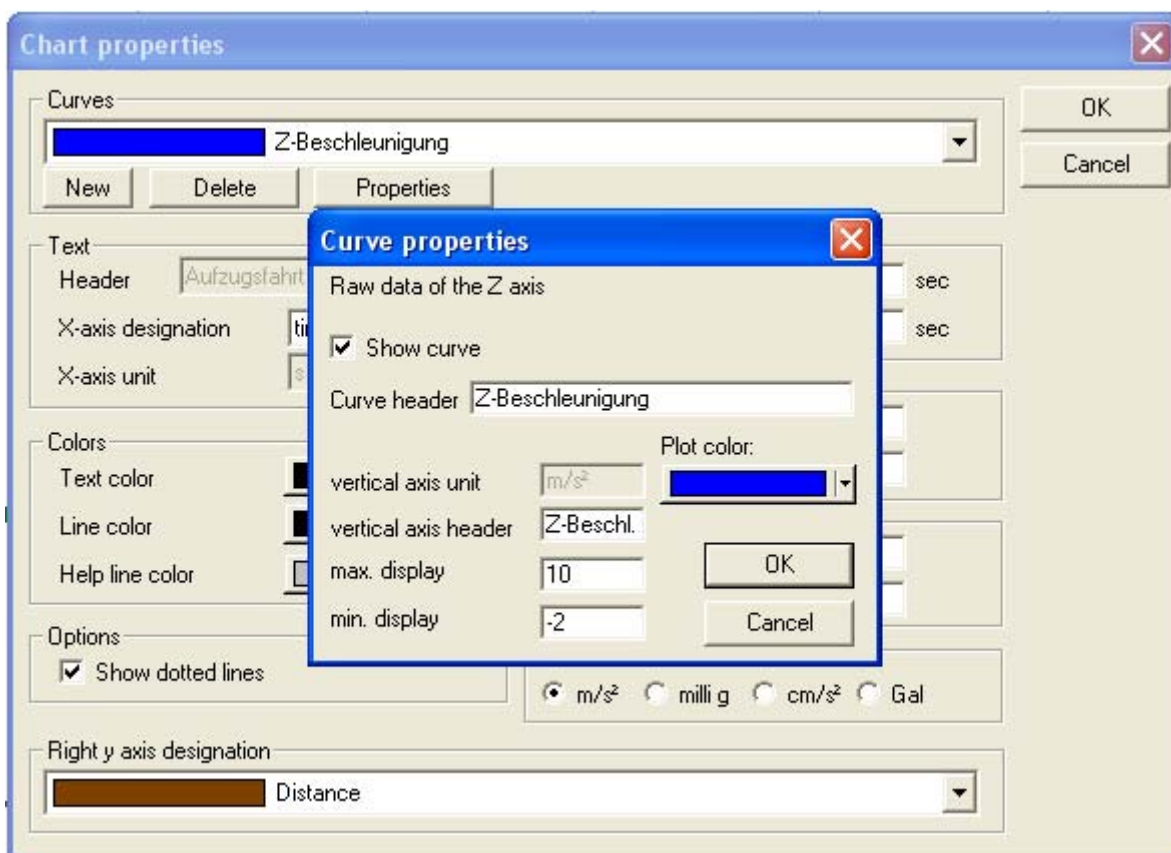 Chart properties
Curves
OK
Z-Beschleunigung
Cancel
New Delete Properties
Curve properties
Text
Header Aufzugsfahrt
Raw data of the Z axis
sec
X-axis designation
Show curve
sec
X-axis unit s
Curve header Z-Beschleunigung
Colors
Plot color:
Text color
vertical axis unit m/s²
Line color
vertical axis header Z-Beschl.
Help line color
max. display 10
OK
min. display -2
Cancel
Options
Show dotted lines
m/s² milli g cm/s² Gal
Right y axis designation
Distance